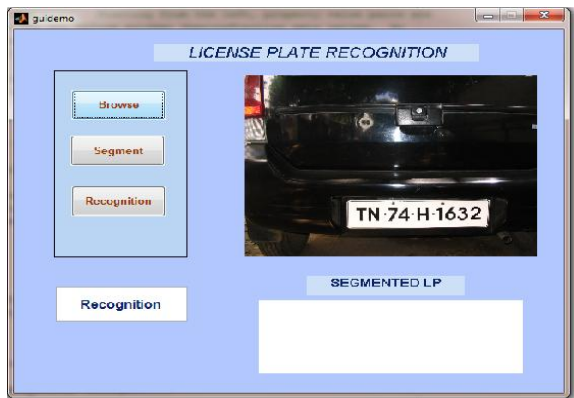 guidemo
LICENSE PLATE RECOGNITION
Browse
Segment
Recognition
TN·74·H·1632
Recognition
SEGMENTED LP